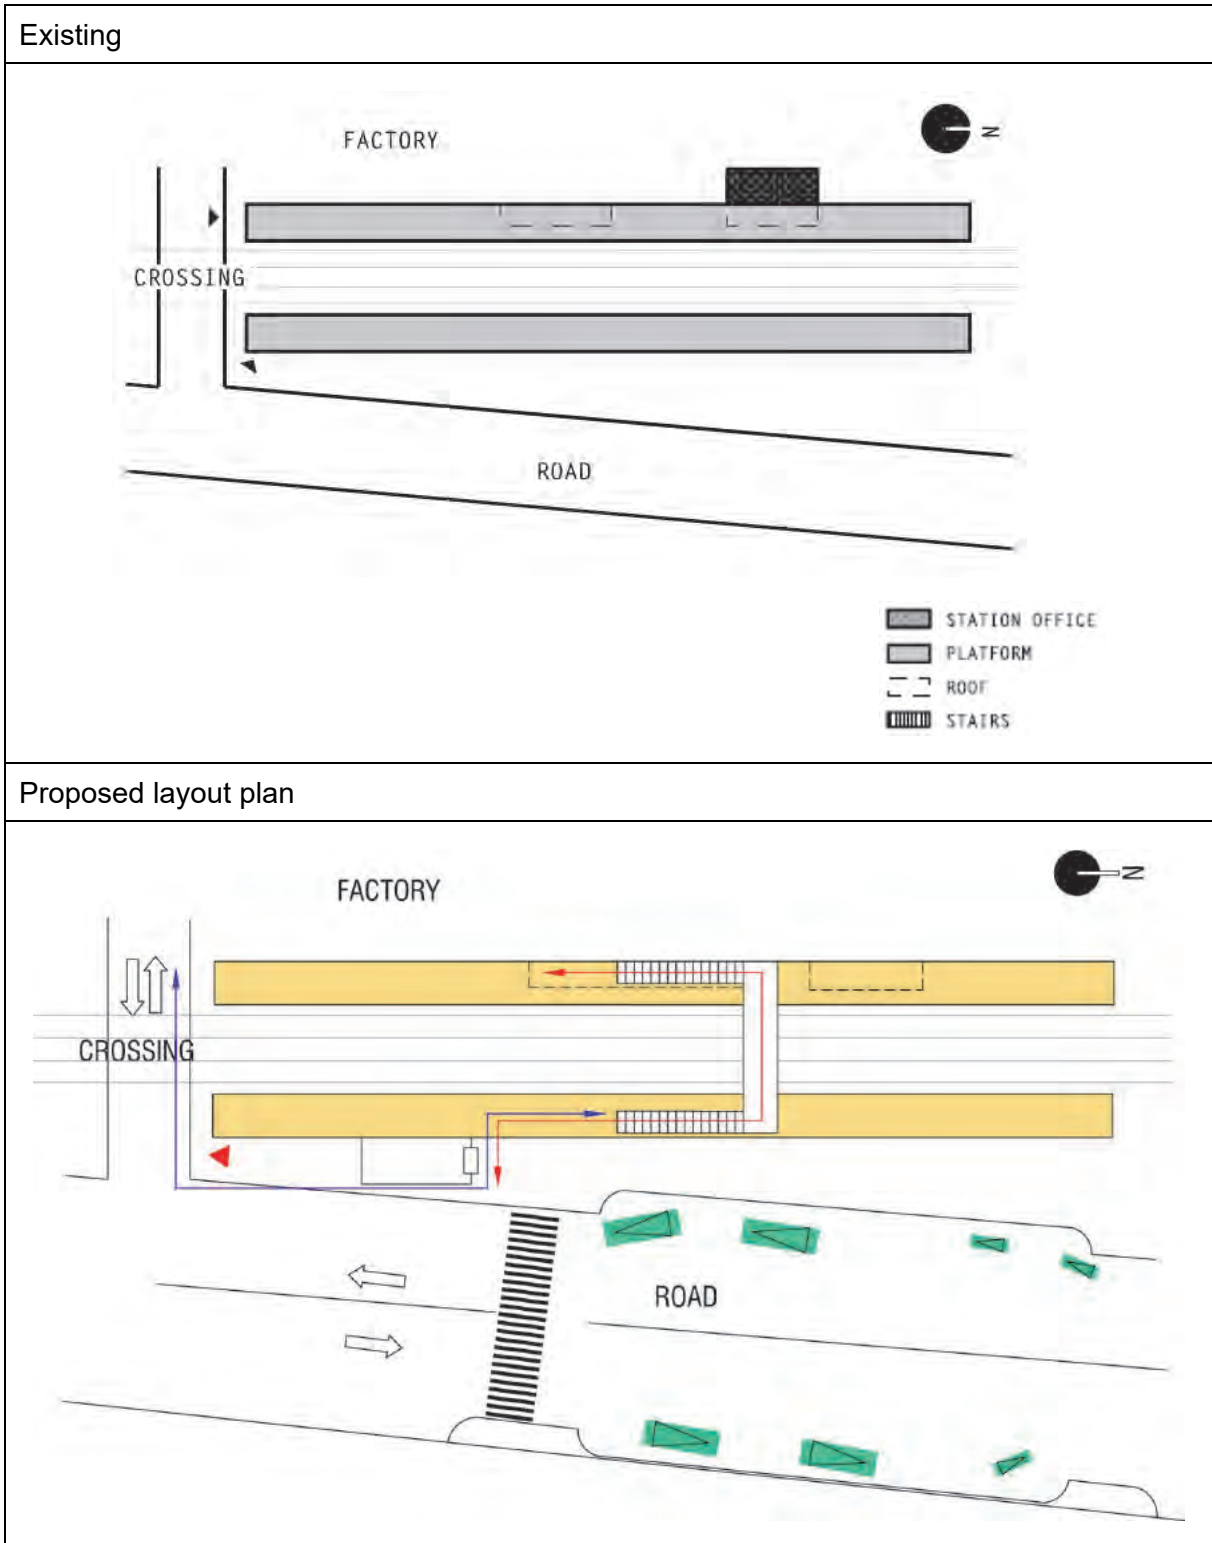 Existing
FACTORY
N
CROSSING
ROAD
STATION OFFICE
PLATFORM
ROOF
STAIRS
Proposed layout plan
FACTORY
N
CROSSING
ROAD